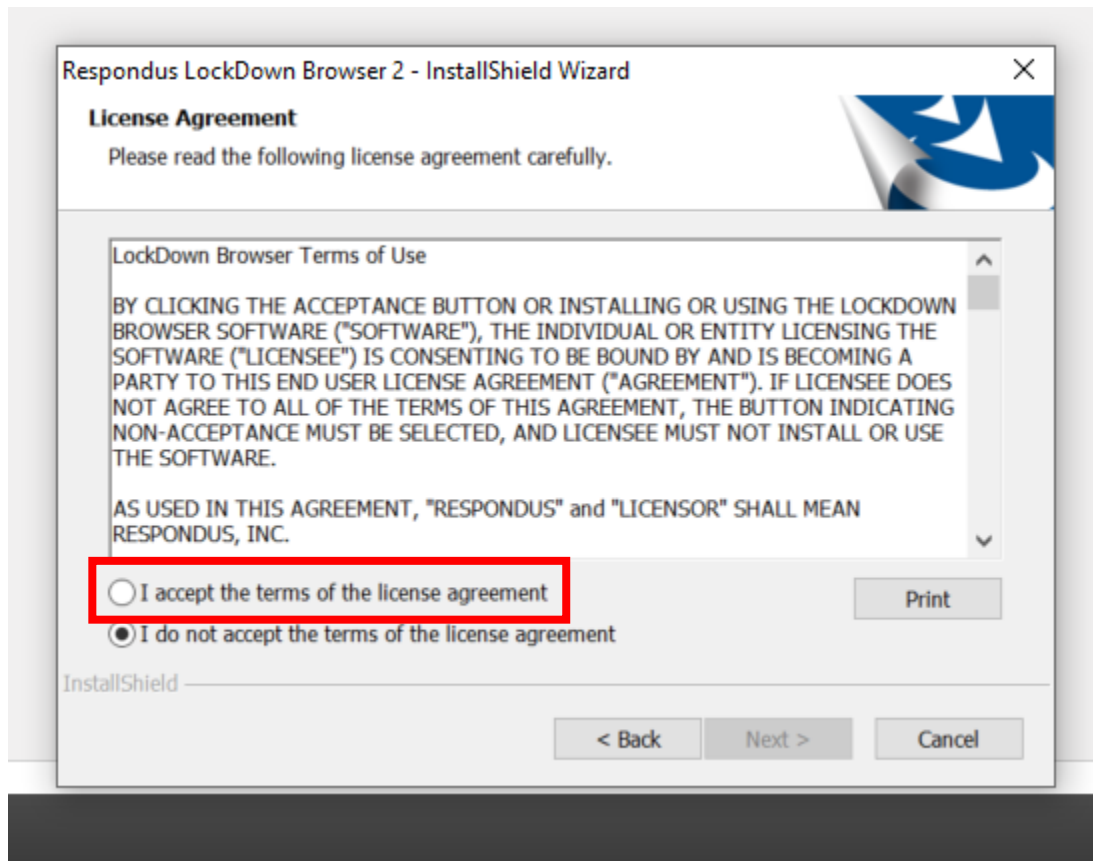 Respondus LockDown Browser 2 - InstallShield Wizard
License Agreement
Please read the following license agreement carefully.
LockDown Browser Terms of Use
BY CLICKING THE ACCEPTANCE BUTTON OR INSTALLING OR USING THE LOCKDOWN
BROWSER SOFTWARE ("SOFTWARE"), THE INDIVIDUAL OR ENTITY LICENSING THE
SOFTWARE ("LICENSEE") IS CONSENTING TO BE BOUND BY AND IS BECOMING A
PARTY TO THIS END USER LICENSE AGREEMENT ("AGREEMENT"). IF LICENSEE DOES
NOT AGREE TO ALL OF THE TERMS OF THIS AGREEMENT, THE BUTTON INDICATING
NON-ACCEPTANCE MUST BE SELECTED, AND LICENSEE MUST NOT INSTALL OR USE
THE SOFTWARE.
AS USED IN THIS AGREEMENT, "RESPONDUS" and "LICENSOR" SHALL MEAN
RESPONDUS, INC.
I accept the terms of the license agreement
Print
I do not accept the terms of the license agreement
InstallShield
< Back Next > Cancel